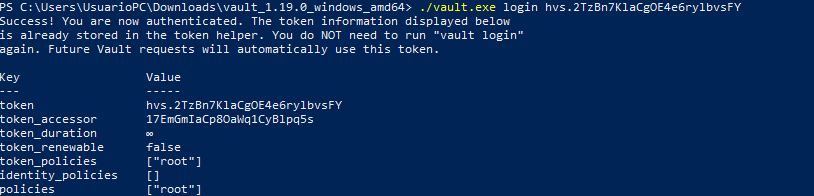 PS C:\Users\UsuarioPC\Downloads\vault_1.19.0_windows_amd64> ./vault.exe login hvs.2TzBn7KlaCgOE4e6rylbvsFY
Success! You are now authenticated. The token information displayed below
is already stored in the token helper. You do NOT need to run "vault login"
again. Future Vault requests will automatically use this token.
Key Value
--- -----
token hvs.2TzBn7KlaCgOE4e6rylbvsFY
token_accessor 17EmGmIaCp8OaWq1CyBlpq5s
token_duration ∞
token_renewable false
token_policies ["root"]
identity_policies []
policies ["root"]